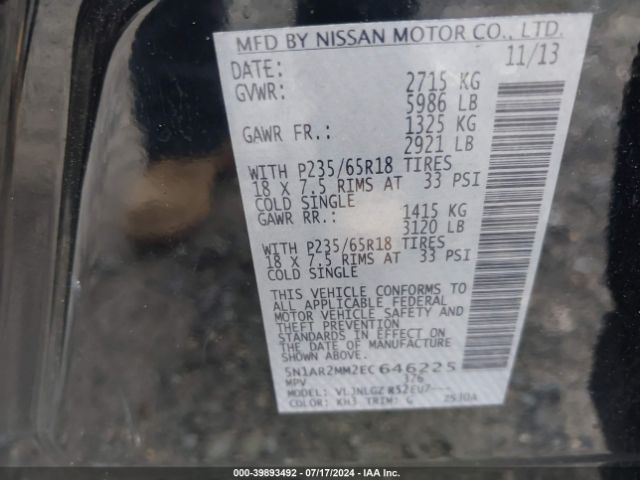 MFD BY NISSAN MOTOR CO., LTD.
DATE: 11/13
GVWR: 2715 KG
5986 LB
GAWR FR.: 1325 KG
2921 LB
WITH P235/65R18 TIRES
18 X 7.5 RIMS AT 33 PSI
COLD SINGLE
GAWR RR.: 1415 KG
3120 LB
WITH P235/65R18 TIRES
18 X 7.5 RIMS AT 33 PSI
COLD SINGLE
THIS VEHICLE CONFORMS TO
ALL APPLICABLE FEDERAL
MOTOR VEHICLE SAFETY AND
THEFT PREVENTION
STANDARDS IN EFFECT ON
THE DATE OF MANUFACTURE
SHOWN ABOVE.
5N1AR2MM2EC646225
MPV 376
MODEL:
COLOR: KH3 TRIM: G
000-39893492 - 07/17/2024 - IAA Inc.